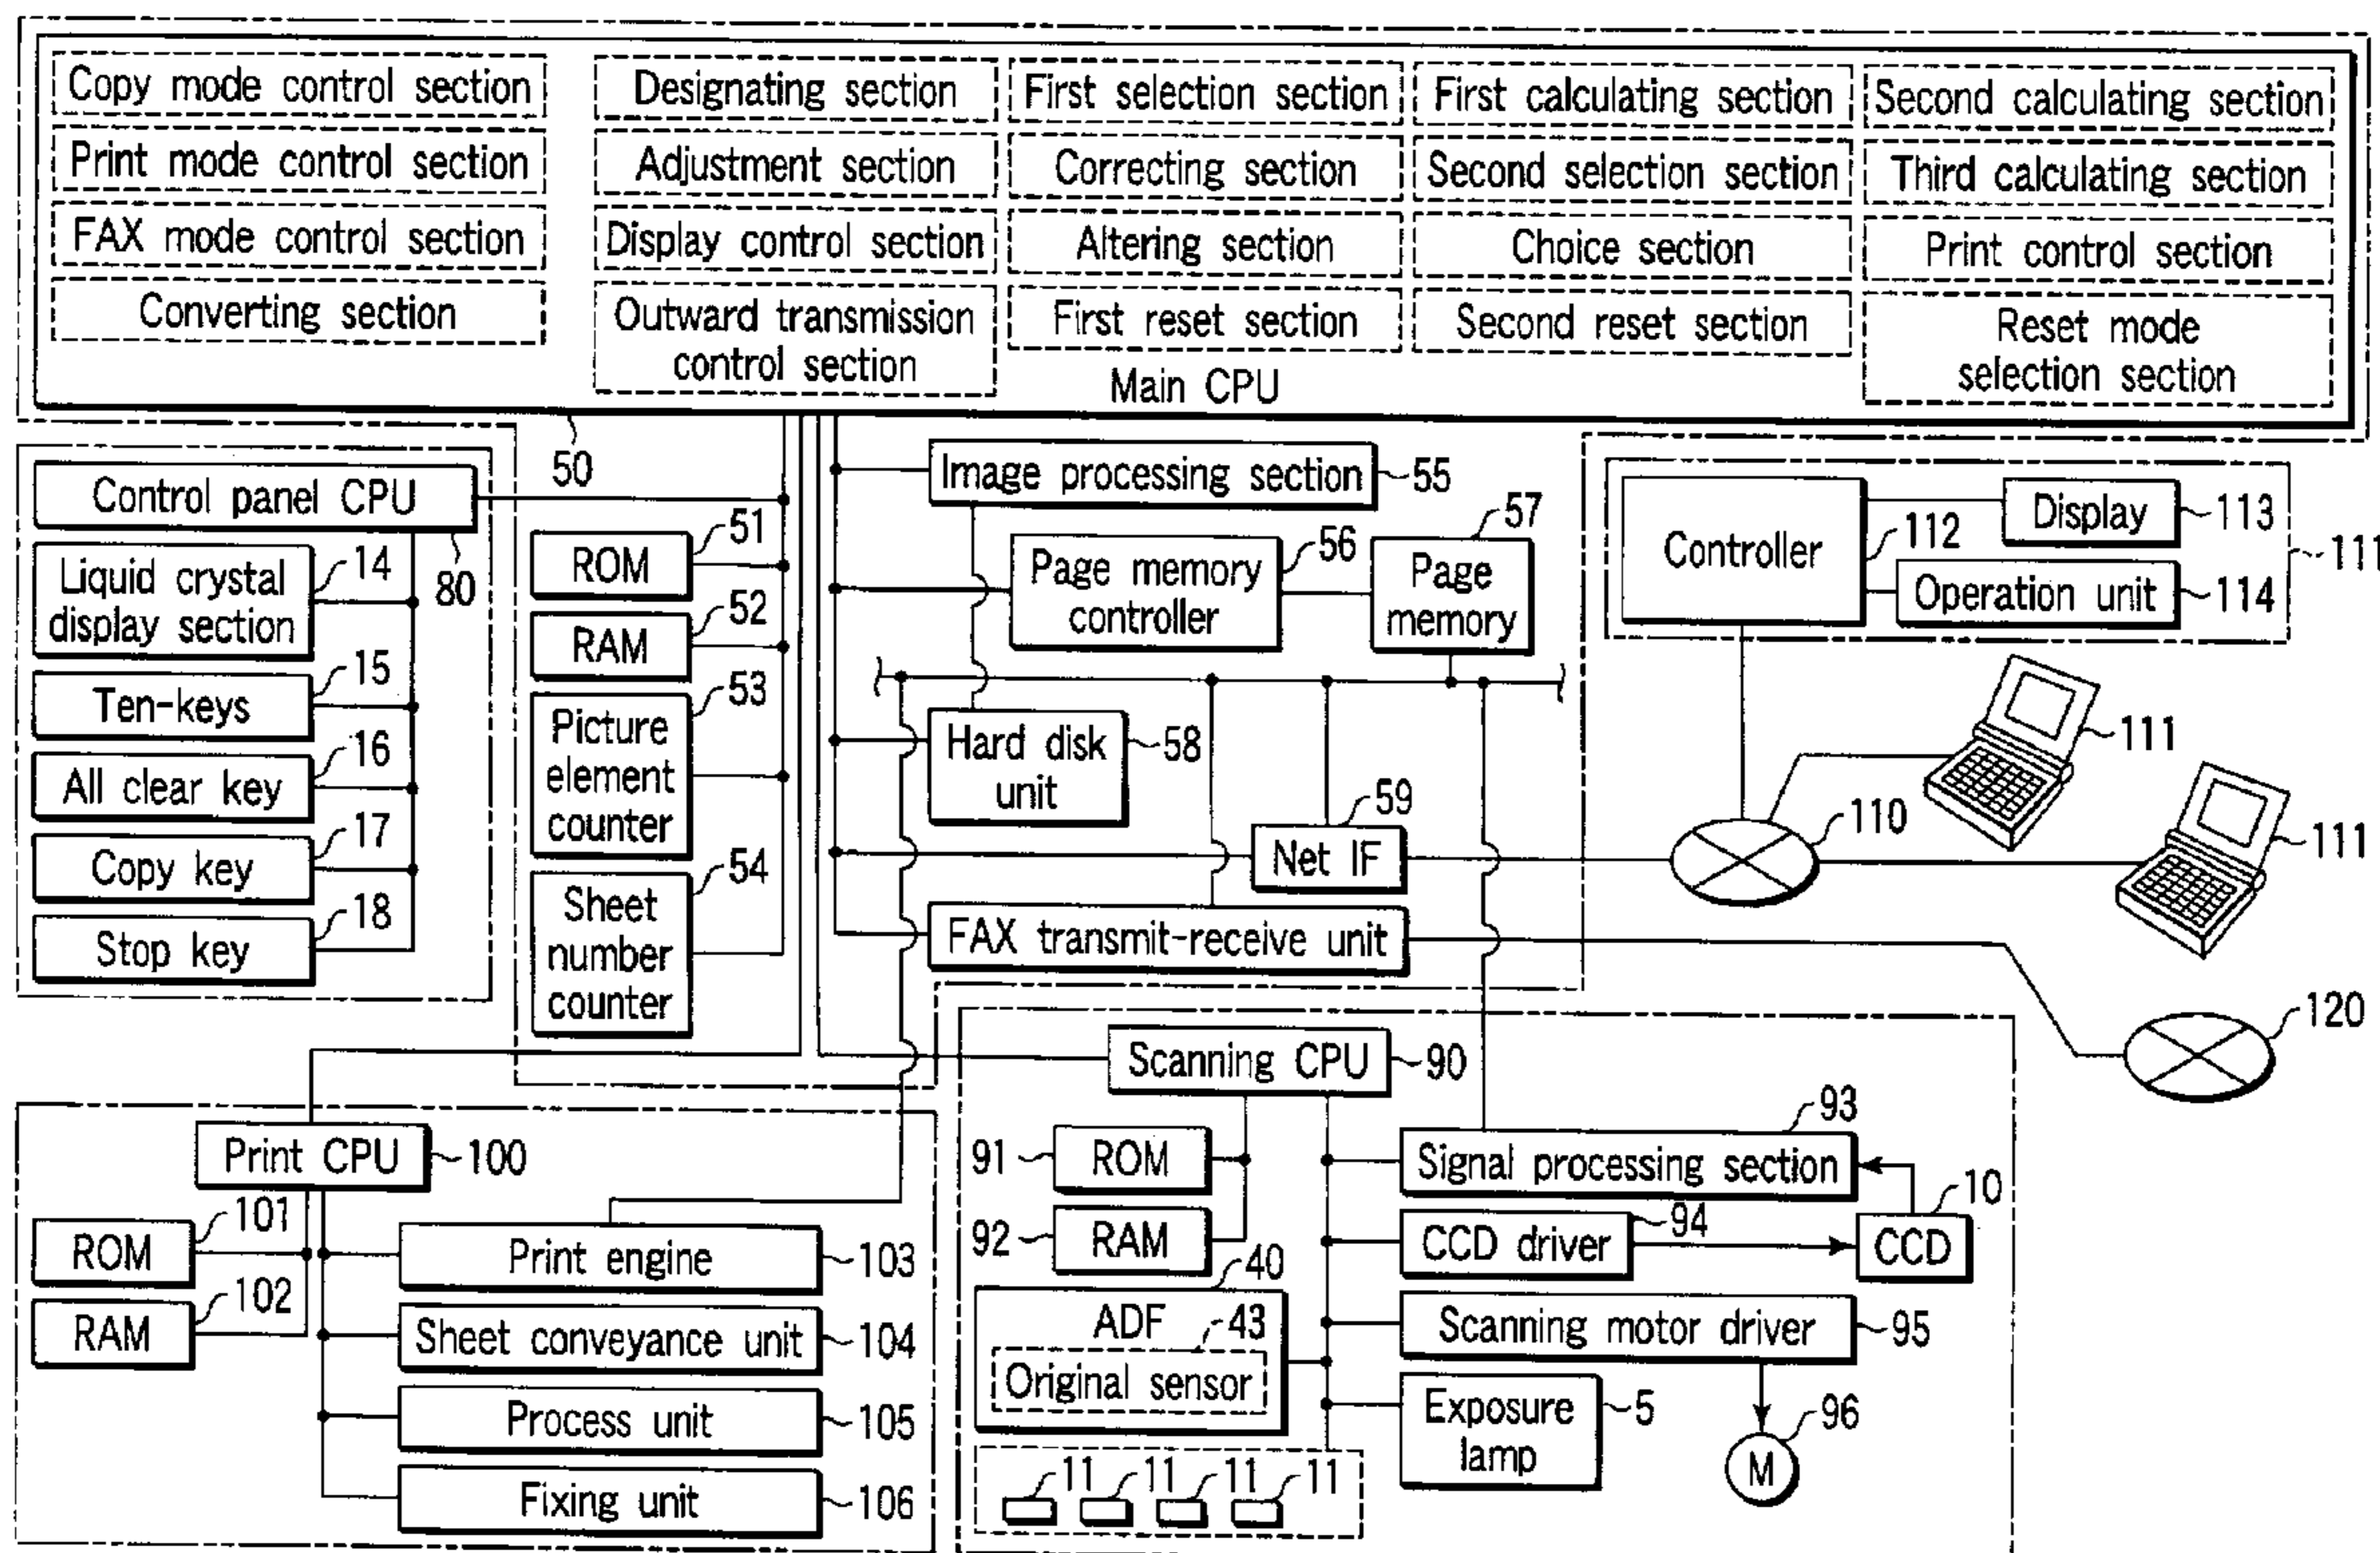 Copy mode control section
Print mode control section
FAX mode control section
Converting section
Designating section
Adjustment section
Display control section
Outward transmission
control section
First selection section
Correcting section
Altering section
First reset section
First calculating section
Second selection section
Choice section
Second reset section
Second calculating section
Third calculating section
Print control section
Reset mode
selection section
Main CPU
50
Control panel CPU
80
Liquid crystal
display section
14
Ten-keys
15
All clear key
16
Copy key
17
Stop key
18
ROM
51
RAM
52
Picture
element
counter
53
Sheet
number
counter
54
Image processing section
55
Page memory
controller
56
Page
memory
57
Hard disk
unit
58
Net IF
59
FAX transmit-receive unit
Controller
112
Display
113
Operation unit
114
111
111
111
110
120
Print CPU
100
ROM
101
RAM
102
Print engine
103
Sheet conveyance unit
104
Process unit
105
Fixing unit
106
Scanning CPU
90
91
ROM
92
RAM
40
ADF
43
Original sensor
11
11
11
11
93
Signal processing section
10
CCD
94
CCD driver
Scanning motor driver
95
Exposure
lamp
5
M
96